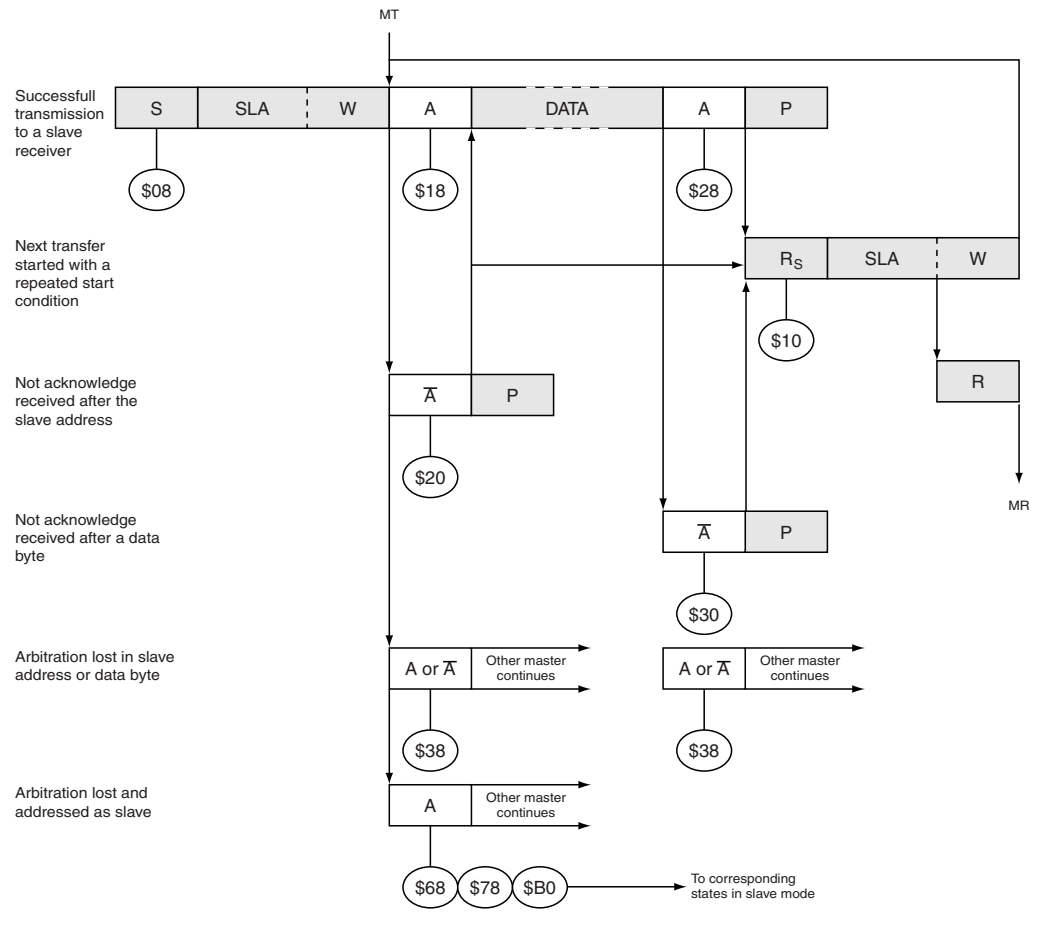 MT
Successfull
transmission
to a slave
receiver
S SLA W A DATA A P
$08 $18 $28
Next transfer
started with a
repeated start
condition
RS SLA W
$10
Not acknowledge
received after the
slave address
A̅ P
R
$20
MR
Not acknowledge
received after a data
byte
A̅ P
$30
Arbitration lost in slave
address or data byte
A or A̅ Other master
continues
A or A̅ Other master
continues
$38 $38
Arbitration lost and
addressed as slave
A Other master
continues
$68 $78 $B0
To corresponding
states in slave mode